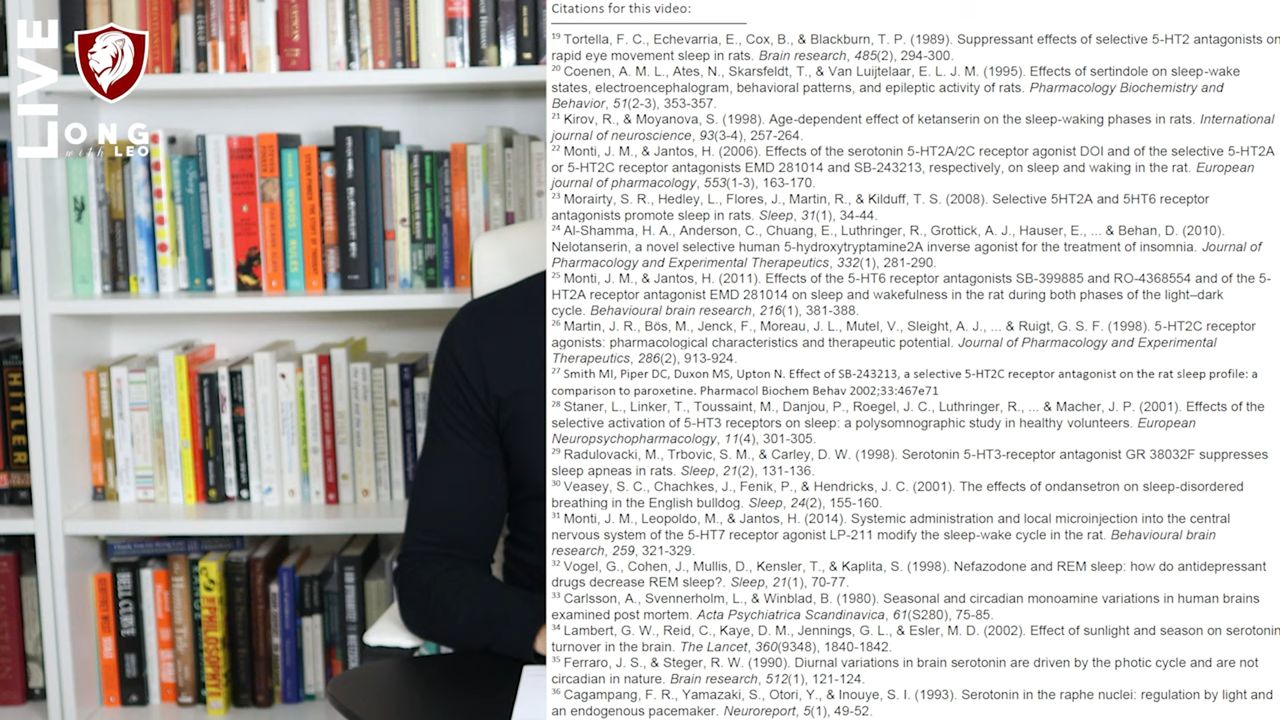 LIVE
LONG
with LEO
HITLER
BELL CURVE
PHILOSOPHY
Citations for this video:
19 Tortella, F. C., Echevarria, E., Cox, B., & Blackburn, T. P. (1989). Suppressant effects of selective 5-HT2 antagonists on
rapid eye movement sleep in rats. Brain research, 485(2), 294-300.
20 Coenen, A. M. L., Ates, N., Skarsfeldt, T., & Van Luijtelaar, E. L. J. M. (1995). Effects of sertindole on sleep-wake
states, electroencephalogram, behavioral patterns, and epileptic activity of rats. Pharmacology Biochemistry and
Behavior, 51(2-3), 353-357.
21 Kirov, R., & Moyanova, S. (1998). Age-dependent effect of ketanserin on the sleep-waking phases in rats. International
journal of neuroscience, 93(3-4), 257-264.
22 Monti, J. M., & Jantos, H. (2006). Effects of the serotonin 5-HT2A/2C receptor agonist DOI and of the selective 5-HT2A
or 5-HT2C receptor antagonists EMD 281014 and SB-243213, respectively, on sleep and waking in the rat. European
journal of pharmacology, 553(1-3), 163-170.
23 Morairty, S. R., Hedley, L., Flores, J., Martin, R., & Kilduff, T. S. (2008). Selective 5HT2A and 5HT6 receptor
antagonists promote sleep in rats. Sleep, 31(1), 34-44.
24 Al-Shamma, H. A., Anderson, C., Chuang, E., Luthringer, R., Grottick, A. J., Hauser, E., ... & Behan, D. (2010).
Nelotanserin, a novel selective human 5-hydroxytryptamine2A inverse agonist for the treatment of insomnia. Journal of
Pharmacology and Experimental Therapeutics, 332(1), 281-290.
25 Monti, J. M., & Jantos, H. (2011). Effects of the 5-HT6 receptor antagonists SB-399885 and RO-4368554 and of the 5-
HT2A receptor antagonist EMD 281014 on sleep and wakefulness in the rat during both phases of the light–dark
cycle. Behavioural brain research, 216(1), 381-388.
26 Martin, J. R., Bös, M., Jenck, F., Moreau, J. L., Mutel, V., Sleight, A. J., ... & Ruigt, G. S. F. (1998). 5-HT2C receptor
agonists: pharmacological characteristics and therapeutic potential. Journal of Pharmacology and Experimental
Therapeutics, 286(2), 913-924.
27 Smith MI, Piper DC, Duxon MS, Upton N. Effect of SB-243213, a selective 5-HT2C receptor antagonist on the rat sleep profile: a
comparison to paroxetine. Pharmacol Biochem Behav 2002;33:467e71
28 Staner, L., Linker, T., Toussaint, M., Danjou, P., Roegel, J. C., Luthringer, R., ... & Macher, J. P. (2001). Effects of the
selective activation of 5-HT3 receptors on sleep: a polysomnographic study in healthy volunteers. European
Neuropsychopharmacology, 11(4), 301-305.
29 Radulovacki, M., Trbovic, S. M., & Carley, D. W. (1998). Serotonin 5-HT3-receptor antagonist GR 38032F suppresses
sleep apneas in rats. Sleep, 21(2), 131-136.
30 Veasey, S. C., Chachkes, J., Fenik, P., & Hendricks, J. C. (2001). The effects of ondansetron on sleep-disordered
breathing in the English bulldog. Sleep, 24(2), 155-160.
31 Monti, J. M., Leopoldo, M., & Jantos, H. (2014). Systemic administration and local microinjection into the central
nervous system of the 5-HT7 receptor agonist LP-211 modify the sleep-wake cycle in the rat. Behavioural brain
research, 259, 321-329.
32 Vogel, G., Cohen, J., Mullis, D., Kensler, T., & Kaplita, S. (1998). Nefazodone and REM sleep: how do antidepressant
drugs decrease REM sleep?. Sleep, 21(1), 70-77.
33 Carlsson, A., Svennerholm, L., & Winblad, B. (1980). Seasonal and circadian monoamine variations in human brains
examined post mortem. Acta Psychiatrica Scandinavica, 61(S280), 75-85.
34 Lambert, G. W., Reid, C., Kaye, D. M., Jennings, G. L., & Esler, M. D. (2002). Effect of sunlight and season on serotonin
turnover in the brain. The Lancet, 360(9348), 1840-1842.
35 Ferraro, J. S., & Steger, R. W. (1990). Diurnal variations in brain serotonin are driven by the photic cycle and are not
circadian in nature. Brain research, 512(1), 121-124.
36 Cagampang, F. R., Yamazaki, S., Otori, Y., & Inouye, S. I. (1993). Serotonin in the raphe nuclei: regulation by light and
an endogenous pacemaker. Neuroreport, 5(1), 49-52.